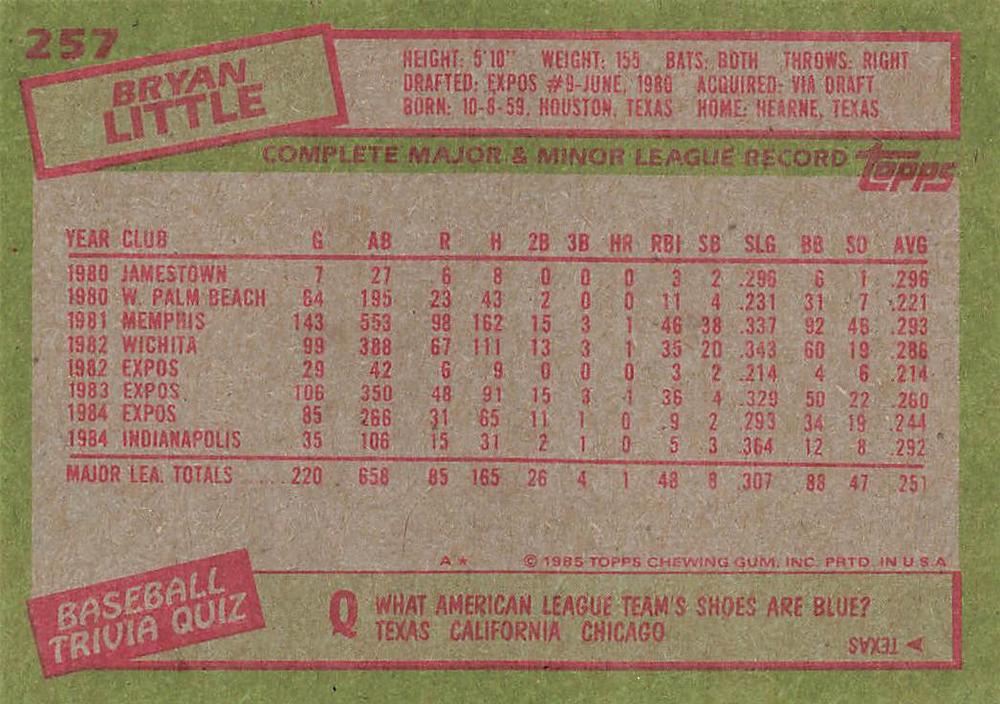 257
BRYAN
LITTLE
HEIGHT: 5'10" WEIGHT: 155 BATS: BOTH THROWS: RIGHT
DRAFTED: EXPOS #9-JUNE, 1980 ACQUIRED: VIA DRAFT
BORN: 10-8-59, HOUSTON, TEXAS HOME: HEARNE, TEXAS
COMPLETE MAJOR & MINOR LEAGUE RECORD topps
YEAR CLUB G AB R H 2B 3B HR RBI SB SLG BB SO AVG
1980 JAMESTOWN 7 27 6 8 0 0 0 3 2 .296 6 1 .296
1980 W. PALM BEACH 64 195 23 43 2 0 0 11 4 .231 31 7 .221
1981 MEMPHIS 143 553 98 162 15 3 1 46 38 .337 92 46 .293
1982 WICHITA 99 388 67 111 13 3 1 35 20 .343 60 19 .286
1982 EXPOS 29 42 6 9 0 0 0 3 2 .214 4 6 .214
1983 EXPOS 106 350 48 91 15 3 1 36 4 .329 50 22 .260
1984 EXPOS 85 266 31 65 11 1 0 9 2 .293 34 19 .244
1984 INDIANAPOLIS 35 106 15 31 2 1 0 5 3 .364 12 8 .292
MAJOR LEA. TOTALS .... 220 658 85 165 26 4 1 48 8 .307 88 47 .251
A* © 1985 TOPPS CHEWING GUM, INC. PRTD. IN U.S.A.
BASEBALL
TRIVIA QUIZ
Q WHAT AMERICAN LEAGUE TEAM'S SHOES ARE BLUE?
TEXAS CALIFORNIA CHICAGO
TEXAS